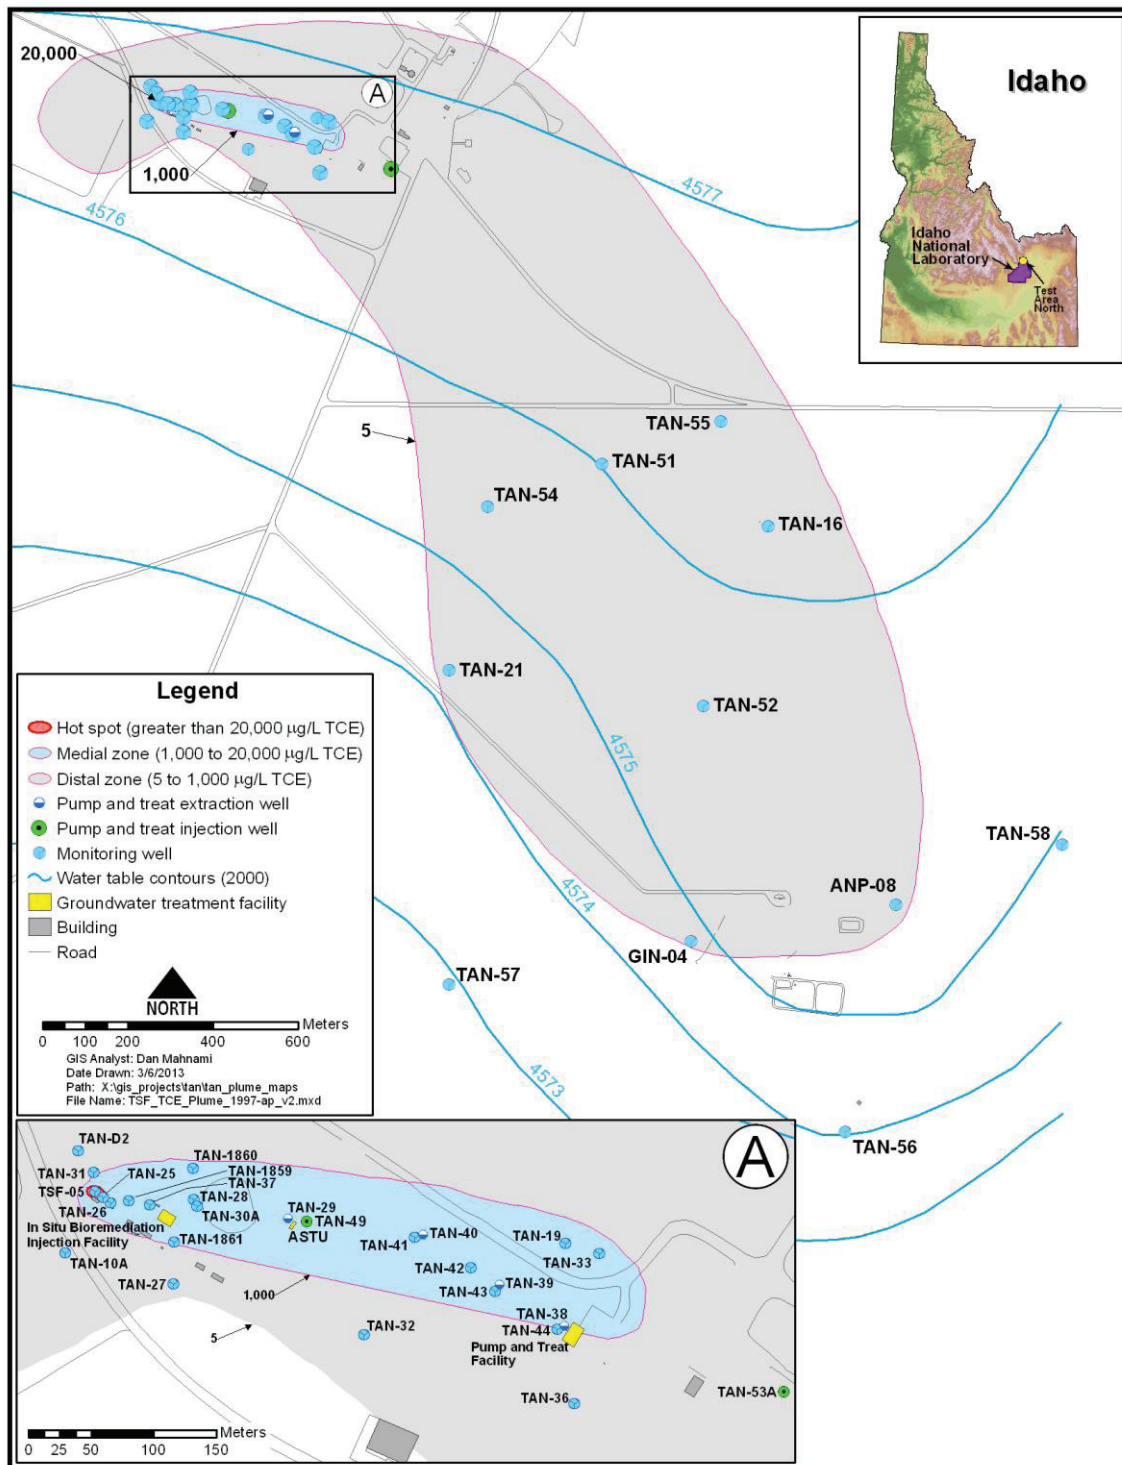 20,000
A
1,000
4577
4576
Idaho
Idaho
National
Laboratory
Test
Area
North
5
TAN-55
TAN-51
TAN-54
TAN-16
TAN-21
TAN-52
4575
TAN-58
ANP-08
4574
GIN-04
TAN-57
4573
TAN-56
Legend
Hot spot (greater than 20,000 µg/L TCE)
Medial zone (1,000 to 20,000 µg/L TCE)
Distal zone (5 to 1,000 µg/L TCE)
Pump and treat extraction well
Pump and treat injection well
Monitoring well
Water table contours (2000)
Groundwater treatment facility
Building
Road
NORTH
Meters
0 100 200 400 600
GIS Analyst: Dan Mahnami
Date Drawn: 3/6/2013
Path: X:\gis_projects\tan\tan_plume_maps
File Name: TSF_TCE_Plume_1997-ap_v2.mxd
A
TAN-D2
TAN-1860
TAN-31
TAN-25
TAN-1859
TAN-37
TSF-05
TAN-28
TAN-29
TAN-26
TAN-30A
TAN-49
In Situ Bioremediation
Injection Facility
ASTU
TAN-1861
TAN-41
TAN-40
TAN-19
TAN-33
TAN-10A
TAN-42
TAN-27
TAN-43
TAN-39
1,000
TAN-38
TAN-44
TAN-32
5
Pump and Treat
Facility
TAN-36
TAN-53A
Meters
0 25 50 100 150